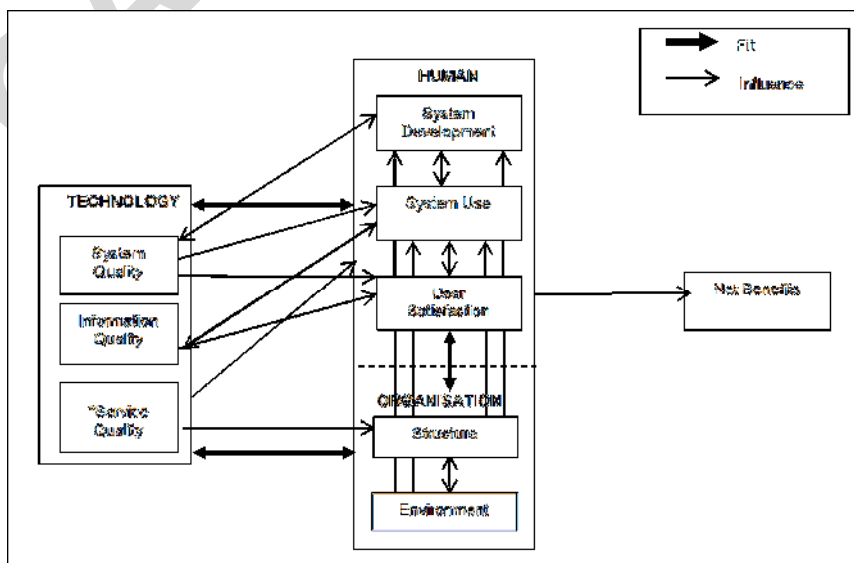 Fit
Influence
HUMAN
System
Development
TECHNOLOGY
System Use
System
Quality
User
Satisfaction
Net Benefits
Information
Quality
ORGANISATION
*Service
Quality
Structure
Environment